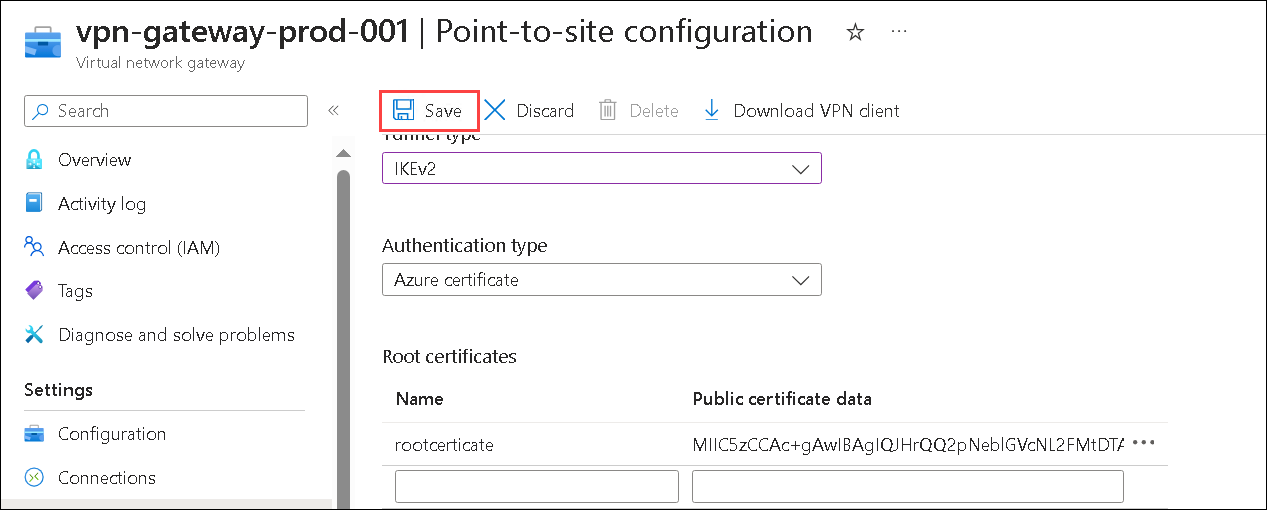 vpn-gateway-prod-001 | Point-to-site configuration
Virtual network gateway
Search
Save
Discard
Delete
Download VPN client
Overview
Activity log
Access control (IAM)
Tags
Diagnose and solve problems
Settings
Configuration
Connections
Tunnel type
IKEv2
Authentication type
Azure certificate
Root certificates
Name
Public certificate data
rooterticate
MIIC5zCCAc+gAwIBAgIQJHrQQ2pNeblGVcNL2FMtDTA